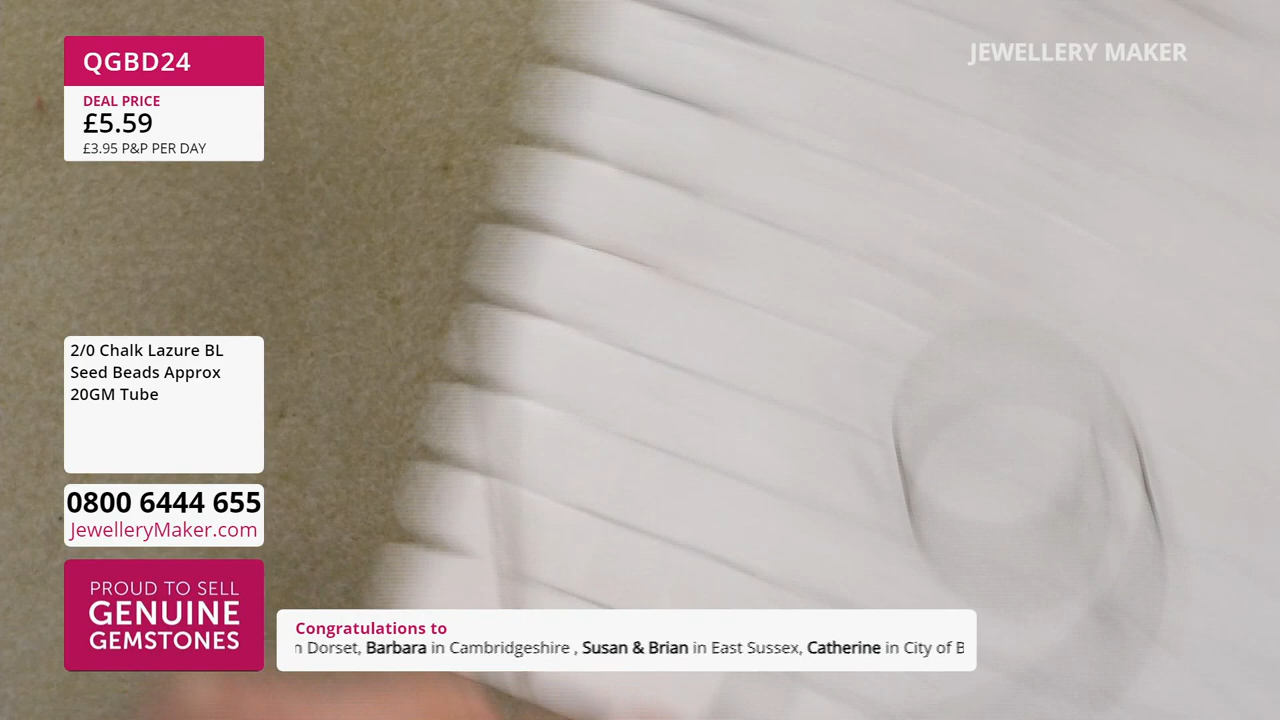 QGBD24
DEAL PRICE
£5.59
£3.95 P&P PER DAY
JEWELLERY MAKER
2/0 Chalk Lazure BL
Seed Beads Approx
20GM Tube
0800 6444 655
JewelleryMaker.com
PROUD TO SELL
GENUINE
GEMSTONES
Congratulations to
n Dorset, Barbara in Cambridgeshire , Susan & Brian in East Sussex, Catherine in City of B